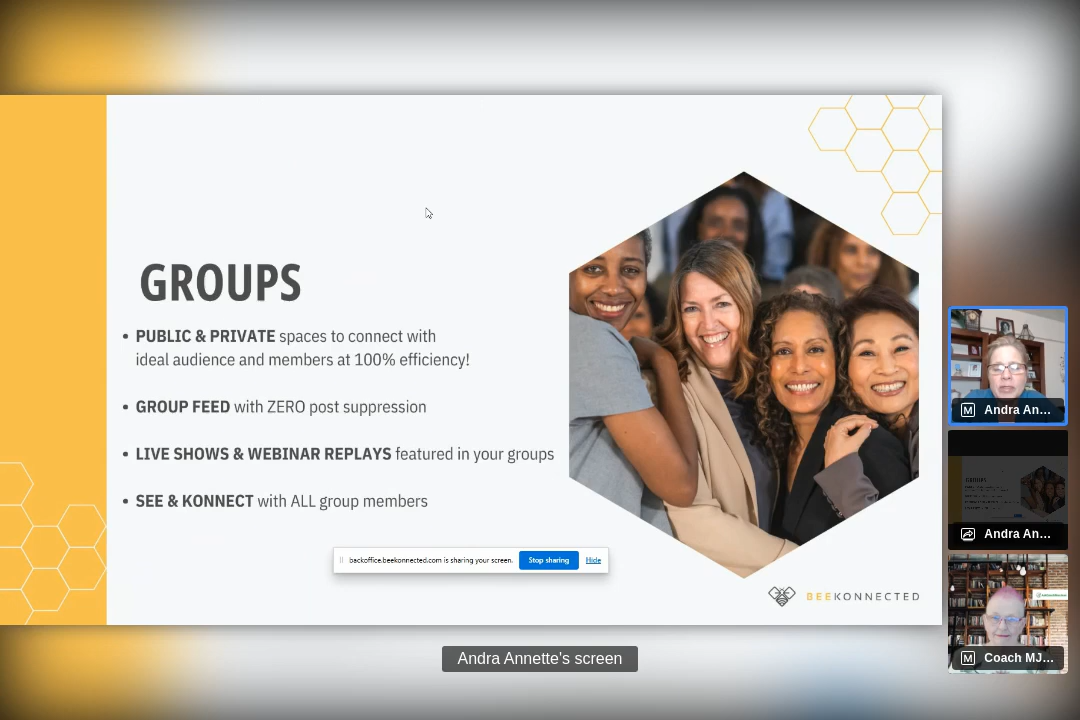 GROUPS
• PUBLIC & PRIVATE spaces to connect with
ideal audience and members at 100% efficiency!
• GROUP FEED with ZERO post suppression
• LIVE SHOWS & WEBINAR REPLAYS featured in your groups
• SEE & KONNECT with ALL group members
backoffice.beekonnected.com is sharing your screen.
Stop sharing
Hide
BEEKONNECTED
M Andra An...
GROUPS
Andra An...
M Coach MJ...
Andra Annette's screen